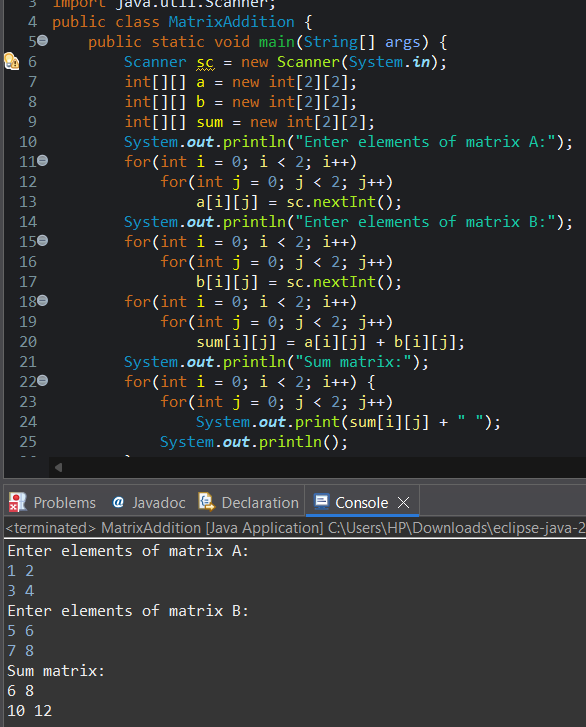 3 import java.util.Scanner;
4 public class MatrixAddition {
5 public static void main(String[] args) {
6 Scanner sc = new Scanner(System.in);
7 int[][] a = new int[2][2];
8 int[][] b = new int[2][2];
9 int[][] sum = new int[2][2];
10 System.out.println("Enter elements of matrix A:");
11 for(int i = 0; i < 2; i++)
12 for(int j = 0; j < 2; j++)
13 a[i][j] = sc.nextInt();
14 System.out.println("Enter elements of matrix B:");
15 for(int i = 0; i < 2; i++)
16 for(int j = 0; j < 2; j++)
17 b[i][j] = sc.nextInt();
18 for(int i = 0; i < 2; i++)
19 for(int j = 0; j < 2; j++)
20 sum[i][j] = a[i][j] + b[i][j];
21 System.out.println("Sum matrix:");
22 for(int i = 0; i < 2; i++) {
23 for(int j = 0; j < 2; j++)
24 System.out.print(sum[i][j] + " ");
25 System.out.println();
Problems @ Javadoc Declaration Console
<terminated> MatrixAddition [Java Application] C:\Users\HP\Downloads\eclipse-java-2
Enter elements of matrix A:
1 2
3 4
Enter elements of matrix B:
5 6
7 8
Sum matrix:
6 8
10 12